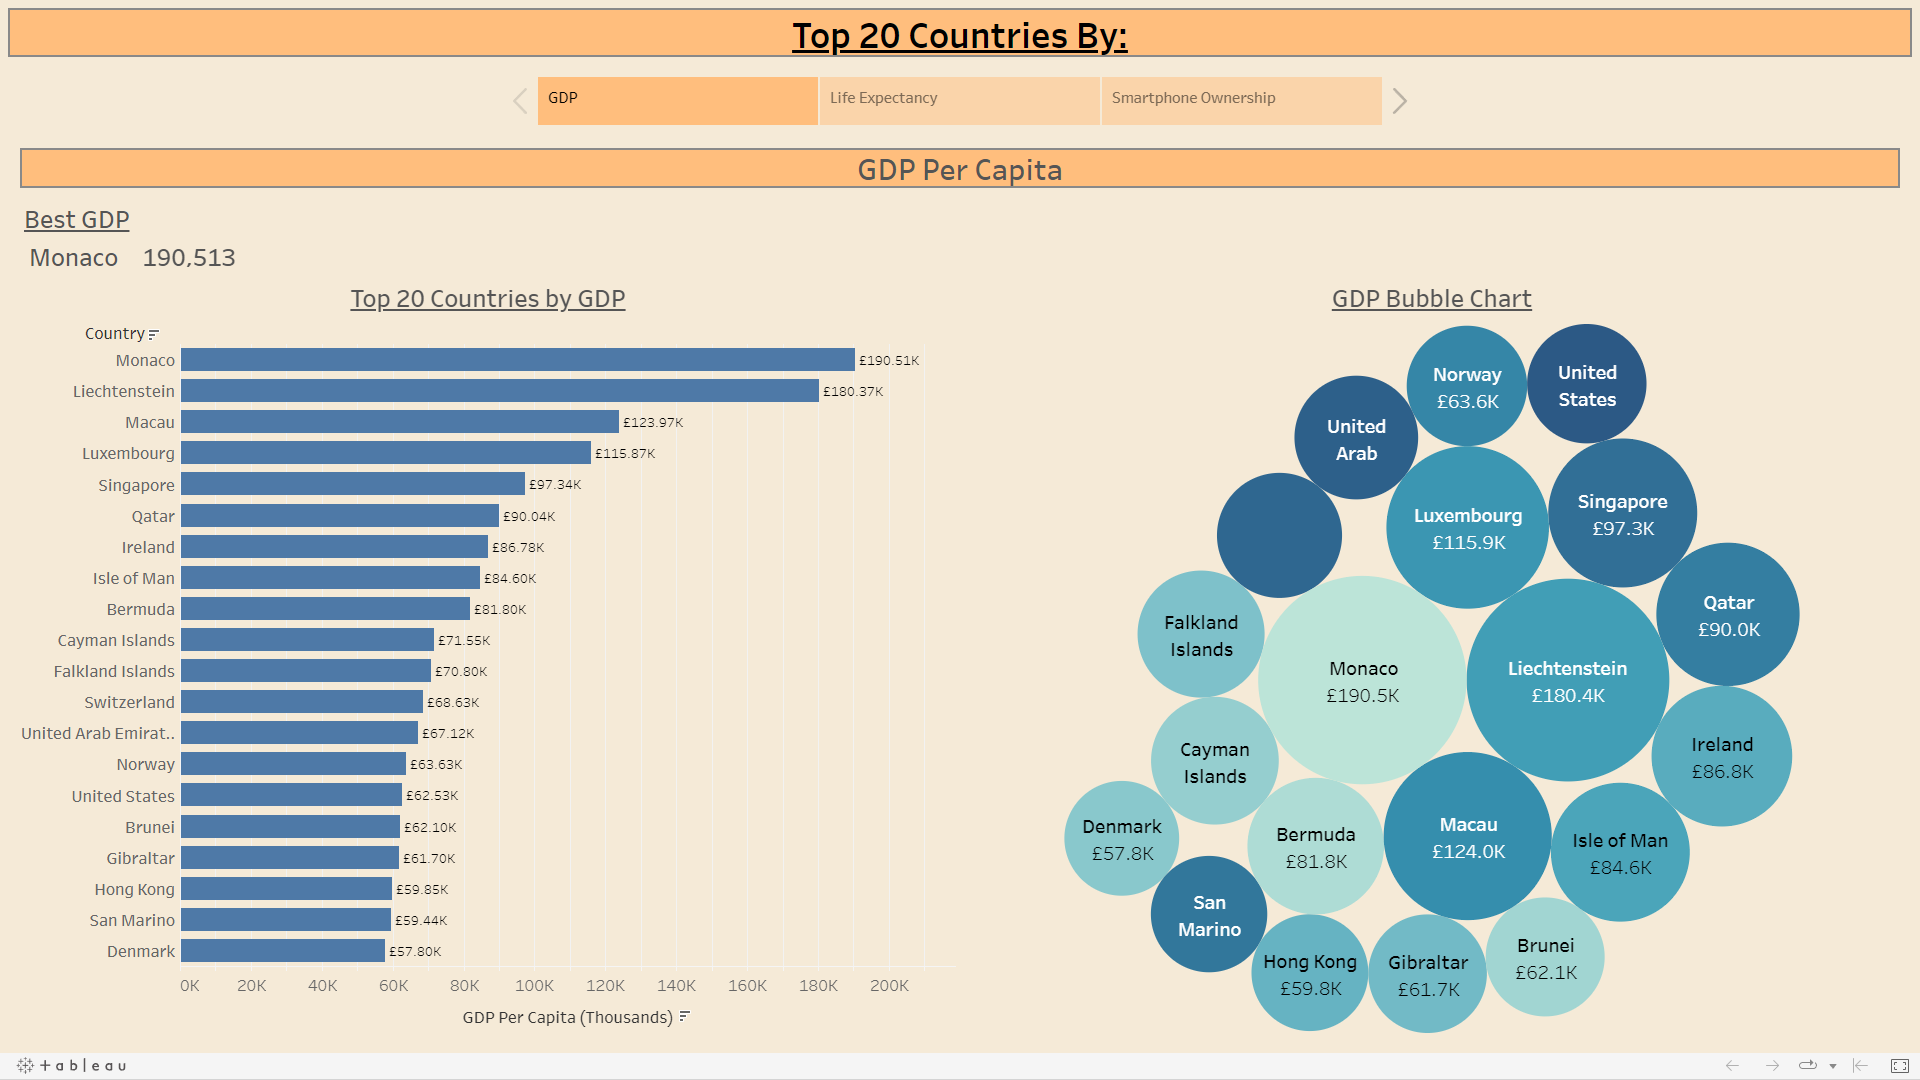 Top 20 Countries By:
GDP
Life Expectancy
Smartphone Ownership
GDP Per Capita
Best GDP
Monaco 190,513
Top 20 Countries by GDP
Country
Monaco £190.51K
Liechtenstein £180.37K
Macau £123.97K
Luxembourg £115.87K
Singapore £97.34K
Qatar £90.04K
Ireland £86.78K
Isle of Man £84.60K
Bermuda £81.80K
Cayman Islands £71.55K
Falkland Islands £70.80K
Switzerland £68.63K
United Arab Emirat.. £67.12K
Norway £63.63K
United States £62.53K
Brunei £62.10K
Gibraltar £61.70K
Hong Kong £59.85K
San Marino £59.44K
Denmark £57.80K
0K 20K 40K 60K 80K 100K 120K 140K 160K 180K 200K
GDP Per Capita (Thousands)
GDP Bubble Chart
Norway
£63.6K
United
States
United
Arab
Luxembourg
£115.9K
Singapore
£97.3K
Qatar
£90.0K
Falkland
Islands
Monaco
£190.5K
Liechtenstein
£180.4K
Ireland
£86.8K
Cayman
Islands
Denmark
£57.8K
Bermuda
£81.8K
Macau
£124.0K
Isle of Man
£84.6K
San
Marino
Hong Kong
£59.8K
Gibraltar
£61.7K
Brunei
£62.1K
+ableau